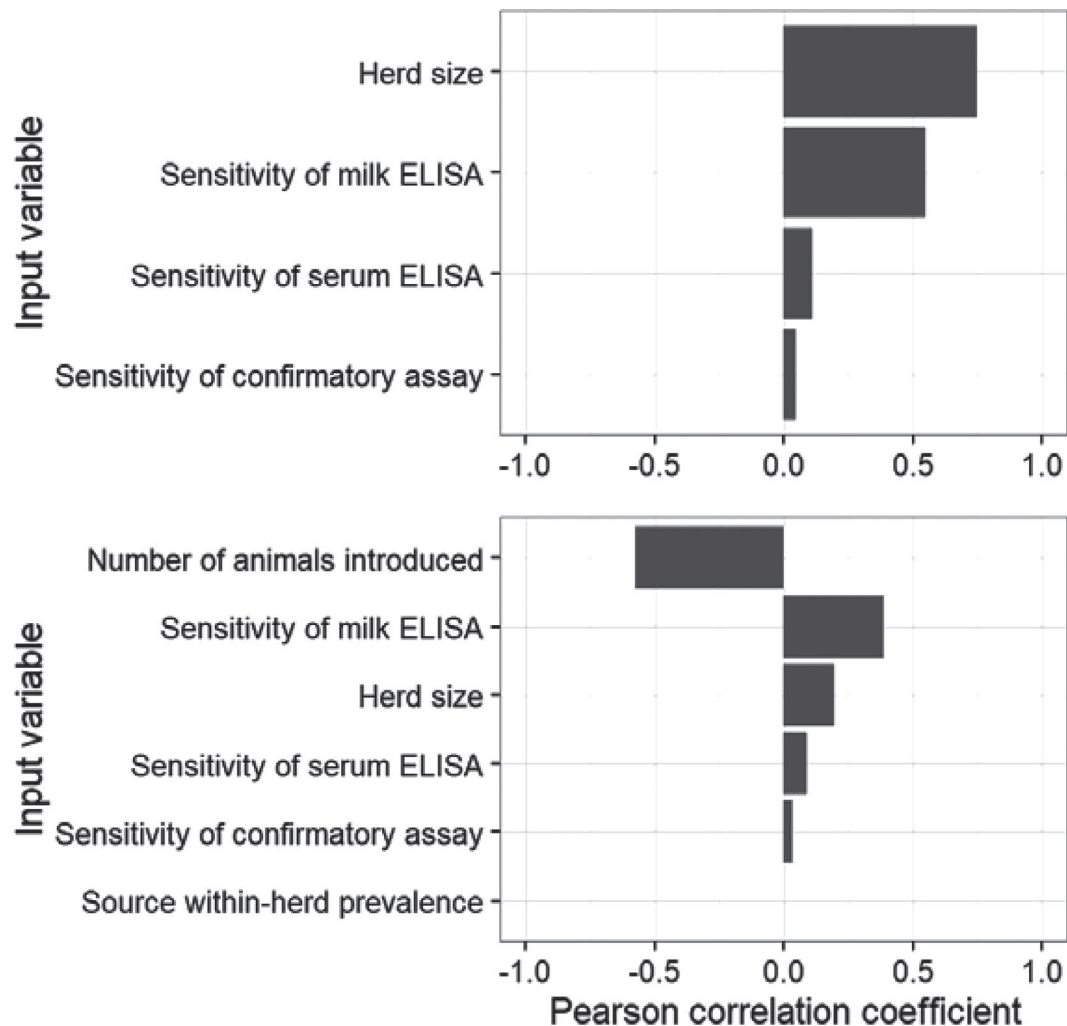 Input variable
Herd size
Sensitivity of milk ELISA
Sensitivity of serum ELISA
Sensitivity of confirmatory assay
-1.0 -0.5 0.0 0.5 1.0
Input variable
Number of animals introduced
Sensitivity of milk ELISA
Herd size
Sensitivity of serum ELISA
Sensitivity of confirmatory assay
Source within-herd prevalence
-1.0 -0.5 0.0 0.5 1.0
Pearson correlation coefficient